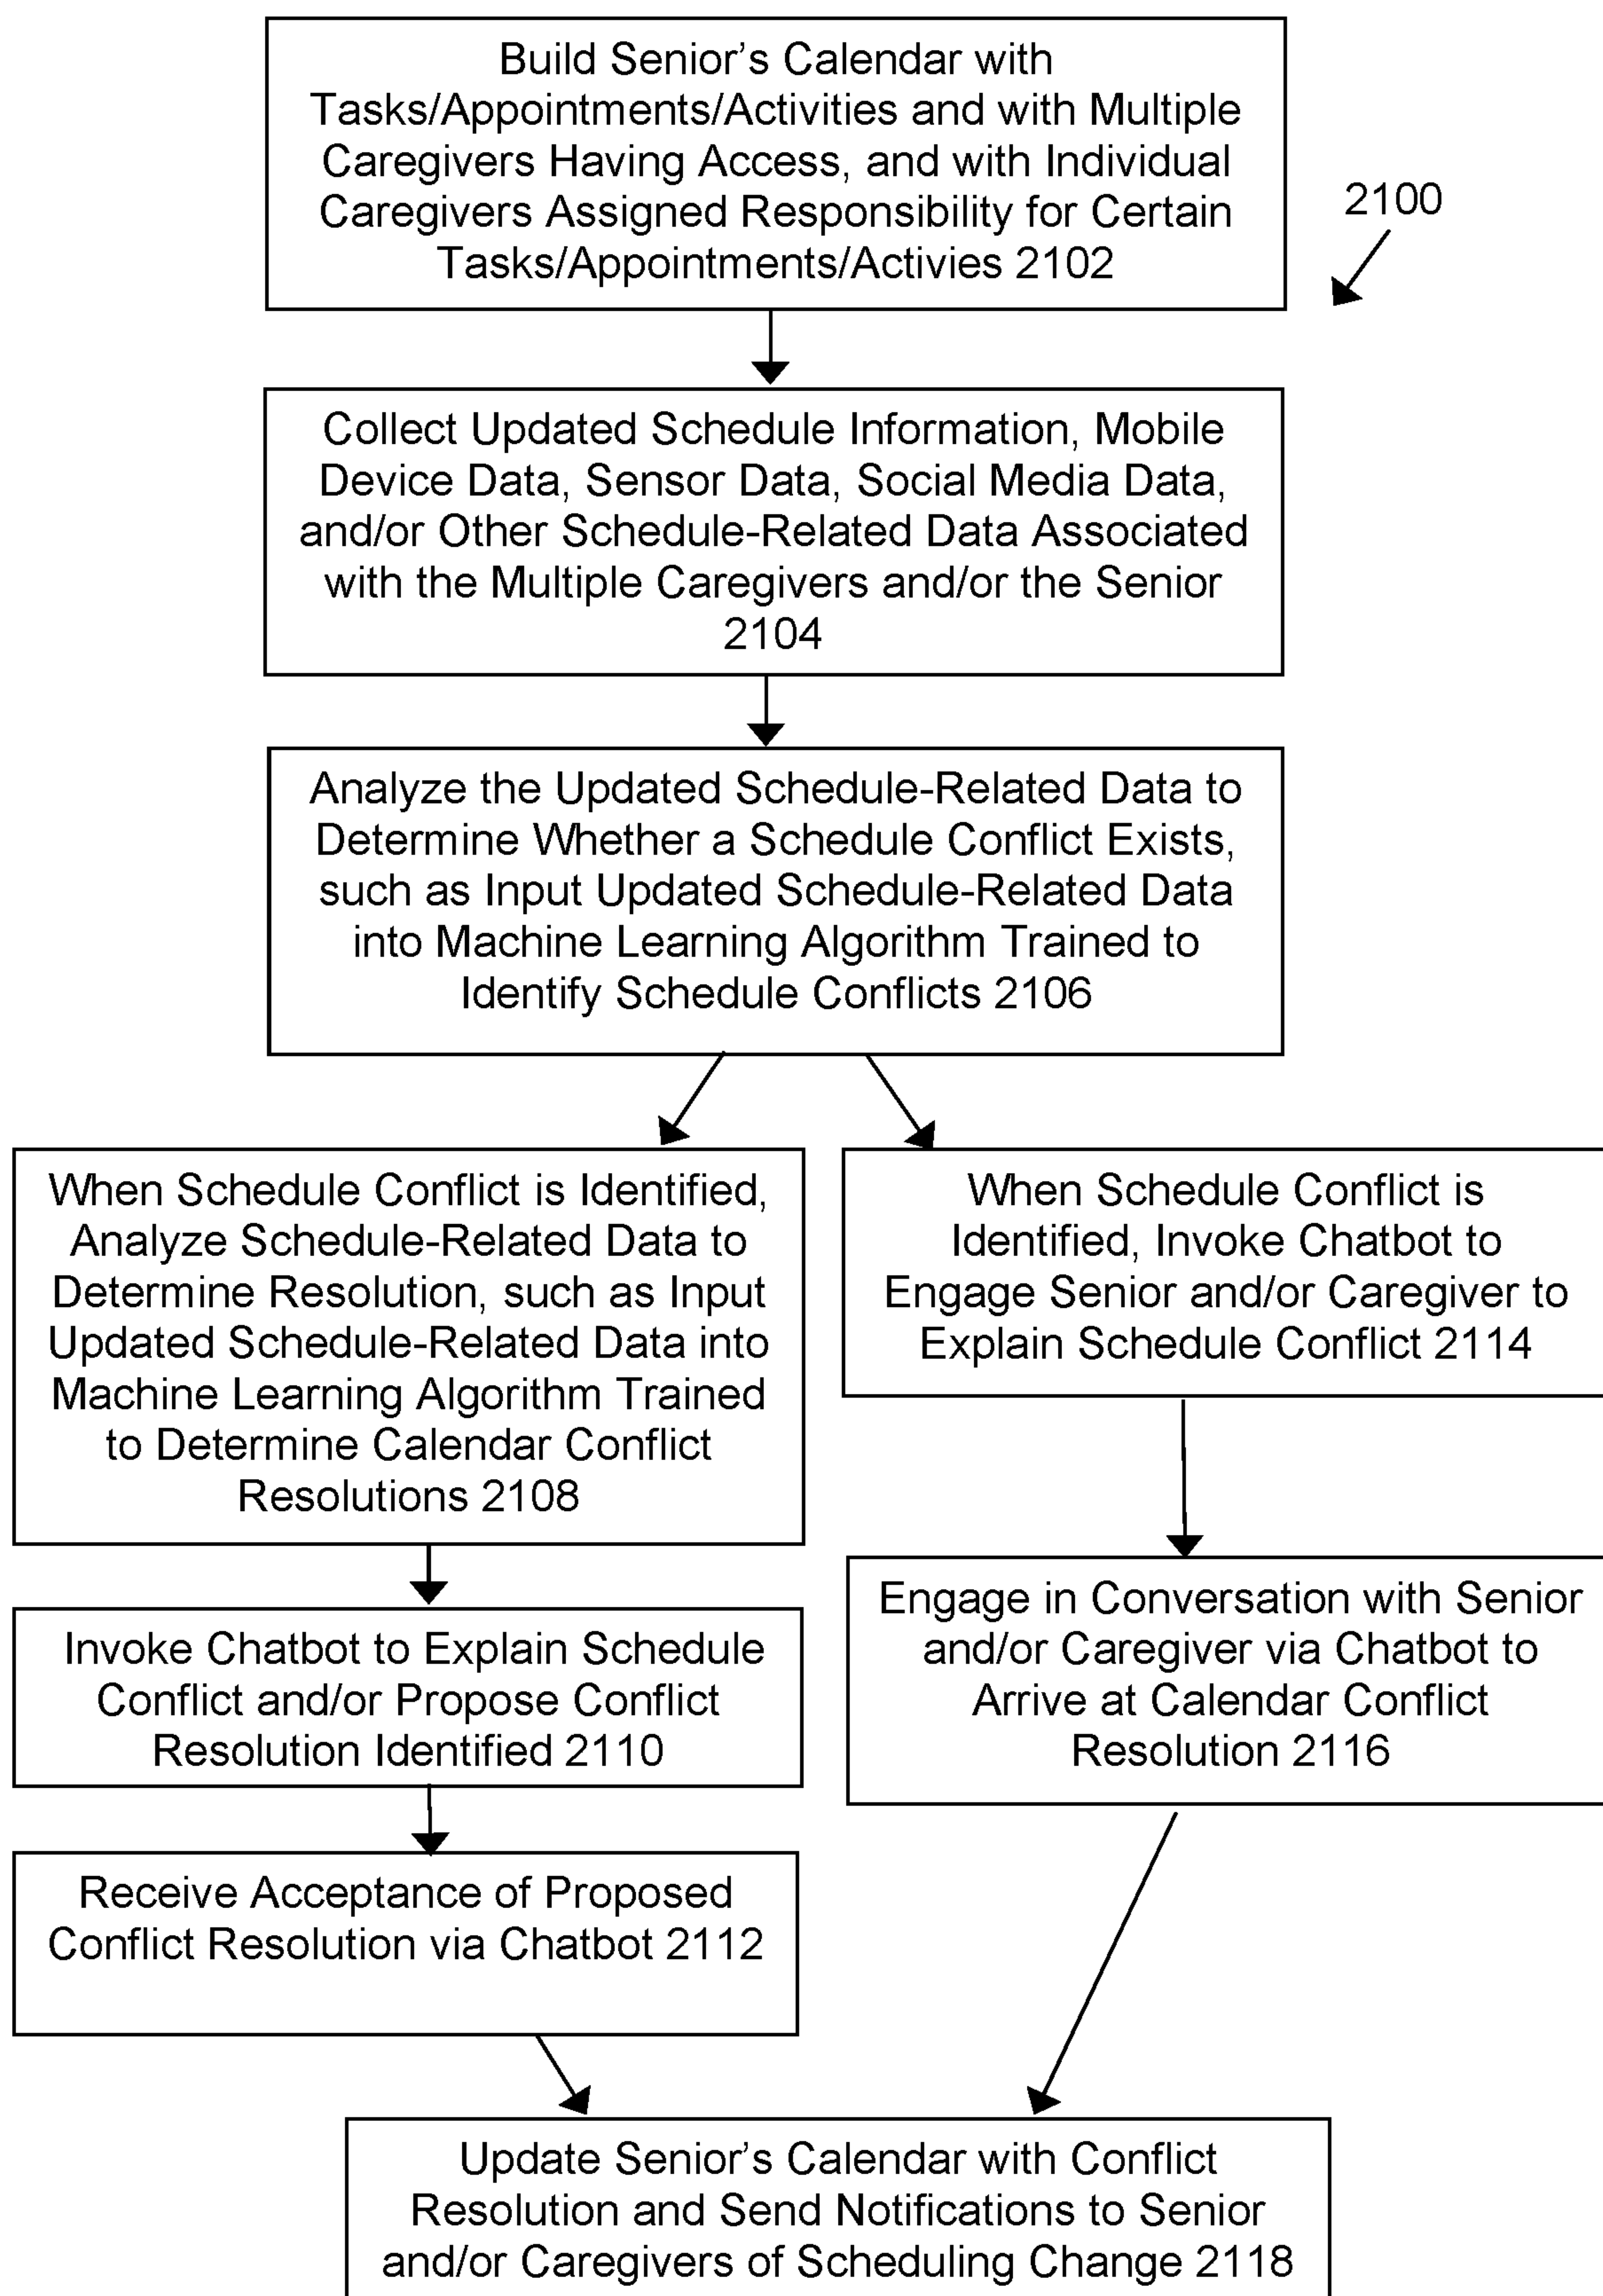 Build Senior's Calendar with
Tasks/Appointments/Activities and with Multiple
Caregivers Having Access, and with Individual
Caregivers Assigned Responsibility for Certain
Tasks/Appointments/Activies 2102
2100
Collect Updated Schedule Information, Mobile
Device Data, Sensor Data, Social Media Data,
and/or Other Schedule-Related Data Associated
with the Multiple Caregivers and/or the Senior
2104
Analyze the Updated Schedule-Related Data to
Determine Whether a Schedule Conflict Exists,
such as Input Updated Schedule-Related Data
into Machine Learning Algorithm Trained to
Identify Schedule Conflicts 2106
When Schedule Conflict is Identified,
Analyze Schedule-Related Data to
Determine Resolution, such as Input
Updated Schedule-Related Data into
Machine Learning Algorithm Trained
to Determine Calendar Conflict
Resolutions 2108
Invoke Chatbot to Explain Schedule
Conflict and/or Propose Conflict
Resolution Identified 2110
Receive Acceptance of Proposed
Conflict Resolution via Chatbot 2112
When Schedule Conflict is
Identified, Invoke Chatbot to
Engage Senior and/or Caregiver to
Explain Schedule Conflict 2114
Engage in Conversation with Senior
and/or Caregiver via Chatbot to
Arrive at Calendar Conflict
Resolution 2116
Update Senior's Calendar with Conflict
Resolution and Send Notifications to Senior
and/or Caregivers of Scheduling Change 2118